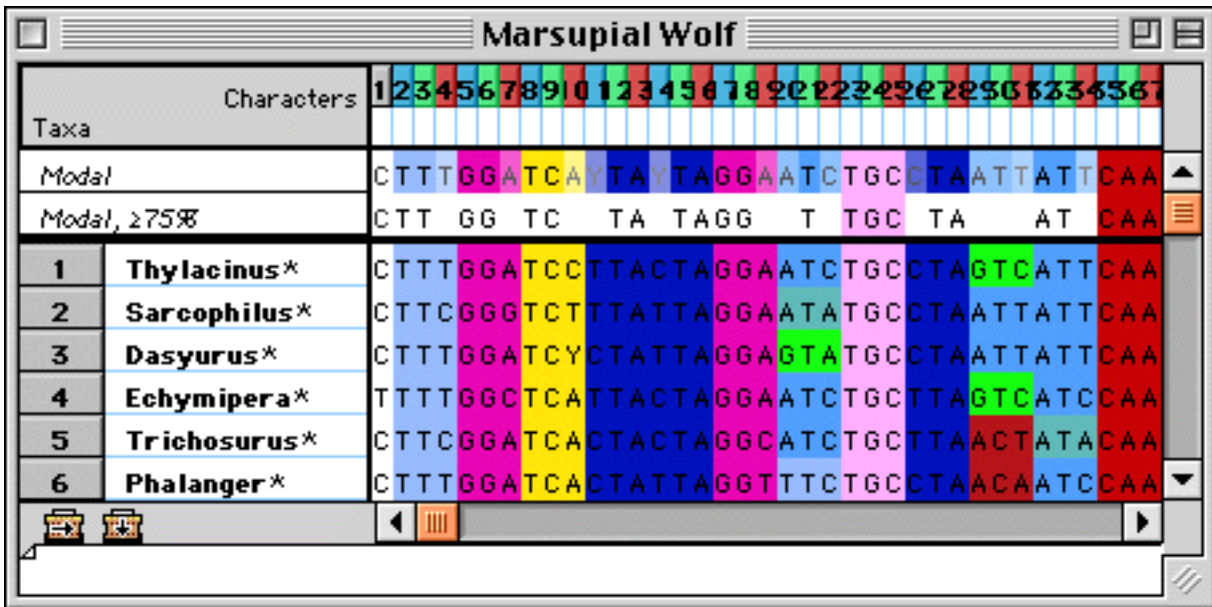 Marsupial Wolf
Characters
Taxa
Modal CTTTGGATCAYTAYTAGGAATCTGCCTAATTATTCAA
Modal, ≥75% CTT GG TC TA TAGG T TGC TA AT CAA
1 Thylacinus* CTTTGGATCCTTACTAGGAATCTGCCTAGTCATTCAA
2 Sarcophilus* CTTCGGGTCTTTATTAGGAATATGCCTAATTATTCAA
3 Dasyurus* CTTTGGATCYCTATTAGGAGTATGCCTAATTATTCAA
4 Echymipera* TTTTGGCTCATTACTAGGAATCTGCTTAGTCATCCAA
5 Trichosurus* CTTCGGATCACTACTAGGCATCTGCTTAACTATACAA
6 Phalanger* CTTTGGATCACTATTAGGTTTCTGCCTAACAATCCAA